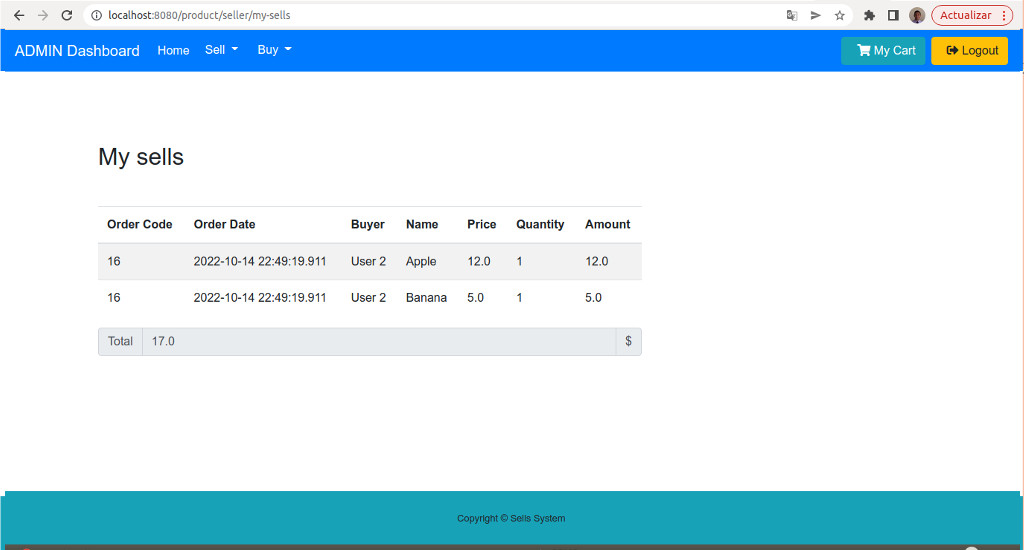 localhost:8080/product/seller/my-sells
Actualizar
ADMIN Dashboard Home Sell Buy My Cart Logout
My sells
Order Code Order Date Buyer Name Price Quantity Amount
16 2022-10-14 22:49:19.911 User 2 Apple 12.0 1 12.0
16 2022-10-14 22:49:19.911 User 2 Banana 5.0 1 5.0
Total 17.0 $
Copyright © Sells System